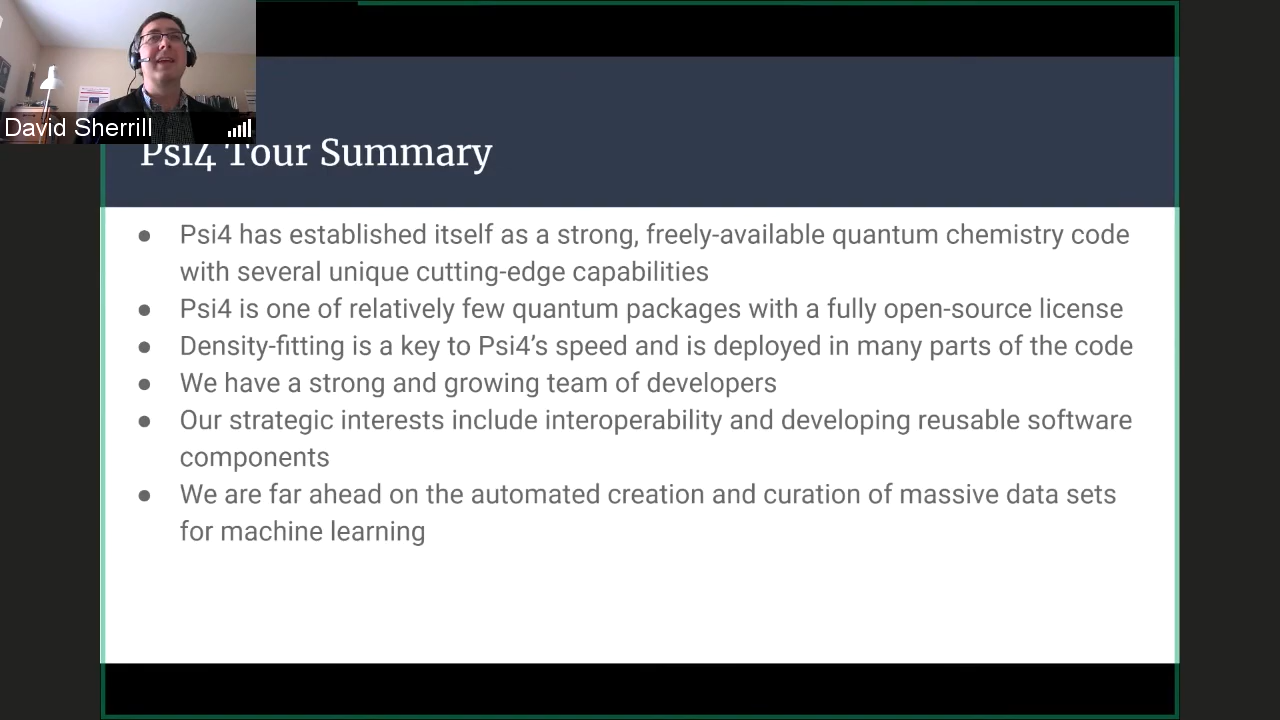 David Sherrill
Psi4 Tour Summary
● Psi4 has established itself as a strong, freely-available quantum chemistry code
with several unique cutting-edge capabilities
● Psi4 is one of relatively few quantum packages with a fully open-source license
● Density-fitting is a key to Psi4’s speed and is deployed in many parts of the code
● We have a strong and growing team of developers
● Our strategic interests include interoperability and developing reusable software
components
● We are far ahead on the automated creation and curation of massive data sets
for machine learning